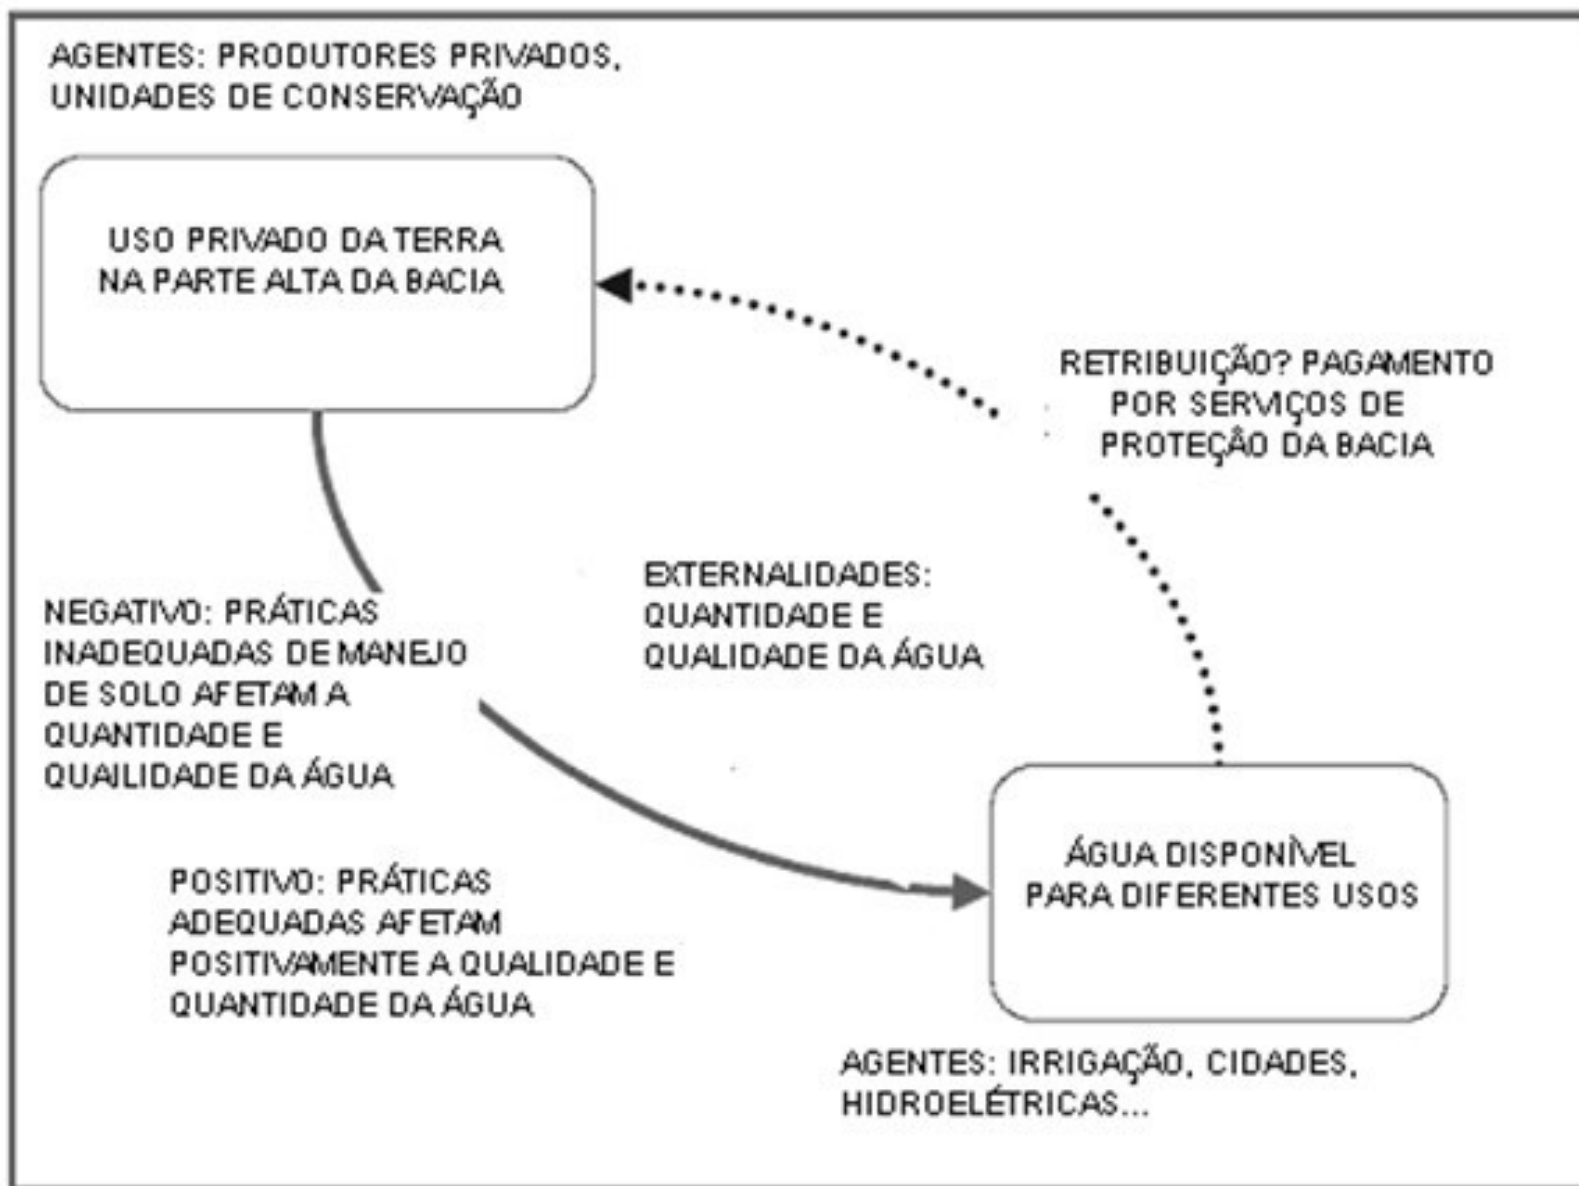 AGENTES: PRODUTORES PRIVADOS,
UNIDADES DE CONSERVAÇÃO
USO PRIVADO DA TERRA
NA PARTE ALTA DA BACIA
RETRIBUIÇÃO? PAGAMENTO
POR SERVIÇOS DE
PROTEÇÂO DA BACIA
EXTERNALIDADES:
QUANTIDADE E
QUALIDADE DA ÁGUA
NEGATIVO: PRÁTICAS
INADEQUADAS DE MANEJO
DE SOLO AFETAM A
QUANTIDADE E
QUAILIDADE DA ÁGUA
POSITIVO: PRÁTICAS
ADEQUADAS AFETAM
POSITIVAMENTE A QUALIDADE E
QUANTIDADE DA ÁGUA
ÁGUA DISPONÍVEL
PARA DIFERENTES USOS
AGENTES: IRRIGAÇÃO, CIDADES,
HIDROELÉTRICAS...